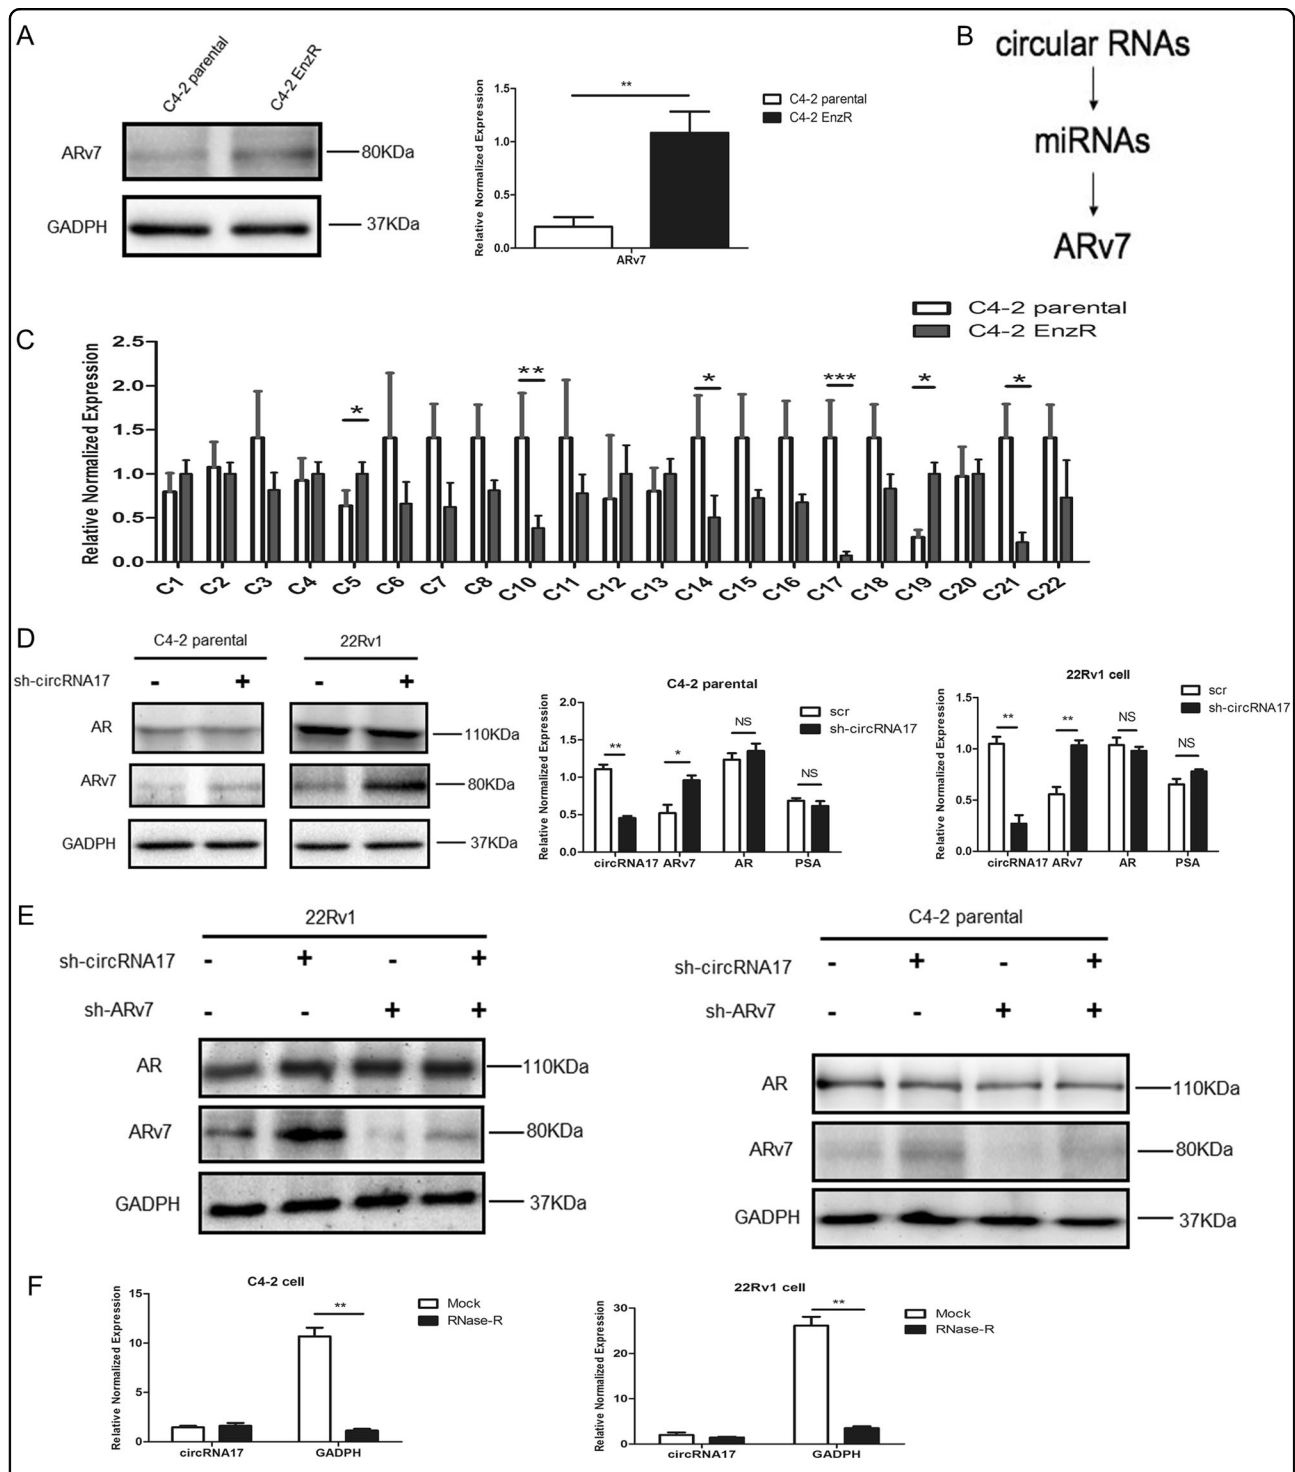 A
C4-2 parental
C4-2 EnzR
ARv7
80KDa
GADPH
37KDa
Relative Normalized Expression
1.5
1.0
0.5
0.0
**
ARv7
C4-2 parental
C4-2 EnzR
B
circular RNAs
miRNAs
ARv7
C
C4-2 parental
C4-2 EnzR
Relative Normalized Expression
2.5
2.0
1.5
1.0
0.5
0.0
* ** * *** * *
C1 C2 C3 C4 C5 C6 C7 C8 C10 C11 C12 C13 C14 C15 C16 C17 C18 C19 C20 C21 C22
D
C4-2 parental
22Rv1
sh-circRNA17 - + - +
AR
110KDa
ARv7
80KDa
GADPH
37KDa
C4-2 parental
Relative Normalized Expression
2.0
1.5
1.0
0.5
0.0
** * NS NS
circRNA17 ARv7 AR PSA
scr
sh-circRNA17
22Rv1 cell
Relative Normalized Expression
1.5
1.0
0.5
0.0
** ** NS NS
circRNA17 ARv7 AR PSA
scr
sh-circRNA17
E
22Rv1
sh-circRNA17 - + - +
sh-ARv7 - - + +
AR
110KDa
ARv7
80KDa
GADPH
37KDa
C4-2 parental
sh-circRNA17 - + - +
sh-ARv7 - - + +
AR
110KDa
ARv7
80KDa
GADPH
37KDa
F
C4-2 cell
Relative Normalized Expression
15
10
5
0
**
circRNA17 GADPH
Mock
RNase-R
22Rv1 cell
Relative Normalized Expression
30
20
10
0
**
circRNA17 GADPH
Mock
RNase-R